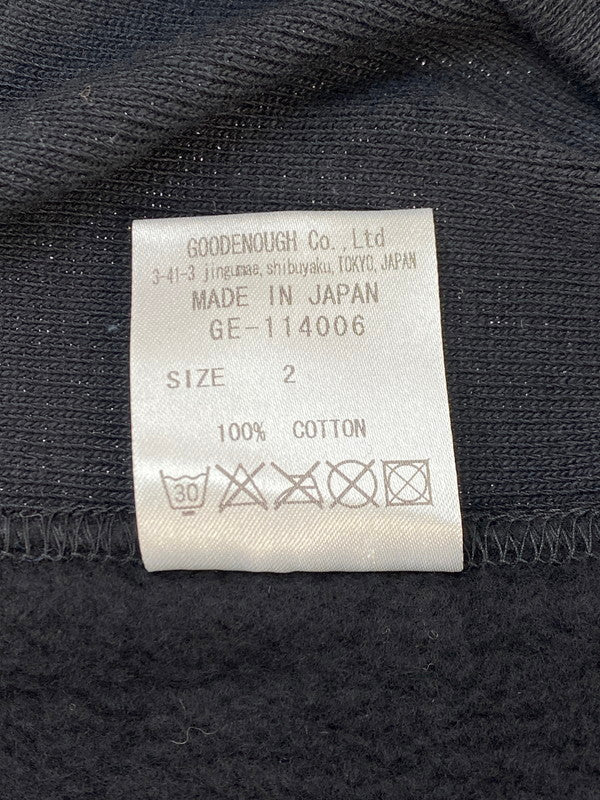 GOODENOUGH Co.,Ltd
3-41-3 jingumae, shibuyaku, TOKYO, JAPAN
MADE IN JAPAN
GE-114006
SIZE 2
100% COTTON
30